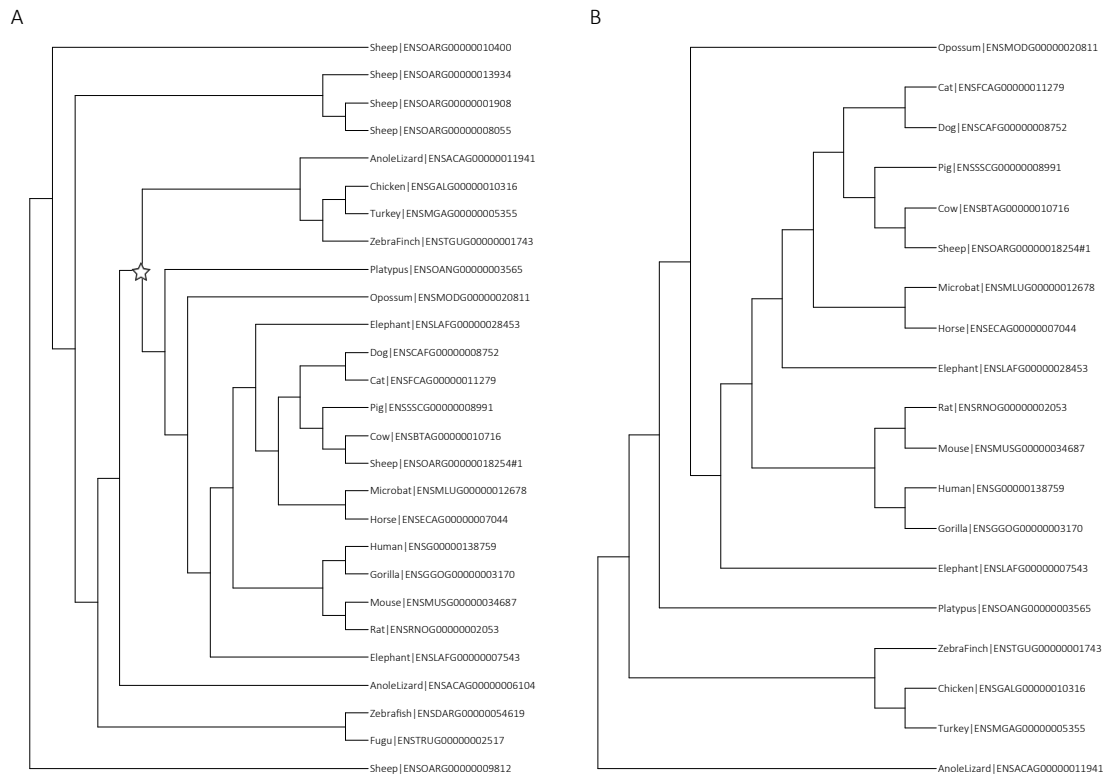 A
Sheep|ENSOARG00000010400
Sheep|ENSOARG00000013934
Sheep|ENSOARG00000001908
Sheep|ENSOARG00000008055
AnoleLizard|ENSACAG00000011941
Chicken|ENSGALG00000010316
Turkey|ENSMGAG00000005355
ZebraFinch|ENSTGUG00000001743
Platypus|ENSOANG00000003565
Opossum|ENSMODG00000020811
Elephant|ENSLAFG00000028453
Dog|ENSCAFG00000008752
Cat|ENSFCAG00000011279
Pig|ENSSSCG00000008991
Cow|ENSBTAG00000010716
Sheep|ENSOARG00000018254#1
Microbat|ENSMLUG00000012678
Horse|ENSECAG00000007044
Human|ENSG00000138759
Gorilla|ENSGGOG00000003170
Mouse|ENSMUSG00000034687
Rat|ENSRNOG00000002053
Elephant|ENSLAFG00000007543
AnoleLizard|ENSACAG00000006104
Zebrafish|ENSDARG00000054619
Fugu|ENSTRUG00000002517
Sheep|ENSOARG00000009812
B
Opossum|ENSMODG00000020811
Cat|ENSFCAG00000011279
Dog|ENSCAFG00000008752
Pig|ENSSSCG00000008991
Cow|ENSBTAG00000010716
Sheep|ENSOARG00000018254#1
Microbat|ENSMLUG00000012678
Horse|ENSECAG00000007044
Elephant|ENSLAFG00000028453
Rat|ENSRNOG00000002053
Mouse|ENSMUSG00000034687
Human|ENSG00000138759
Gorilla|ENSGGOG00000003170
Elephant|ENSLAFG00000007543
Platypus|ENSOANG00000003565
ZebraFinch|ENSTGUG00000001743
Chicken|ENSGALG00000010316
Turkey|ENSMGAG00000005355
AnoleLizard|ENSACAG00000011941